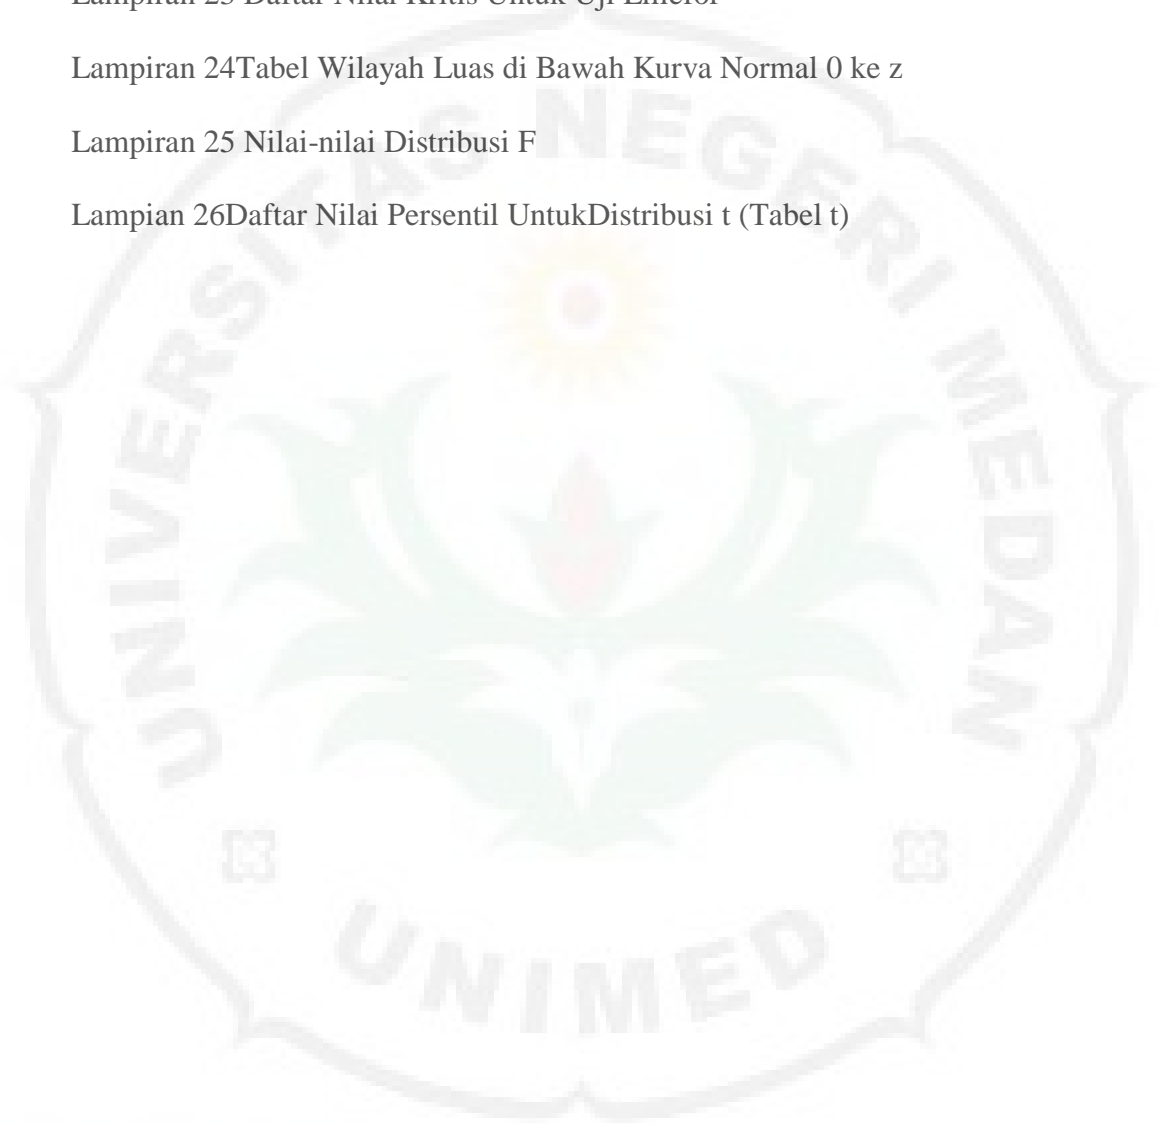 Lampiran 23 Daftar Nilai Kritis Untuk Uji Liliefor
Lampiran 24Tabel Wilayah Luas di Bawah Kurva Normal 0 ke z
Lampiran 25 Nilai-nilai Distribusi F
Lampian 26Daftar Nilai Persentil UntukDistribusi t (Tabel t)
UNIVERSITAS NEGERI MEDAN
UNIMED